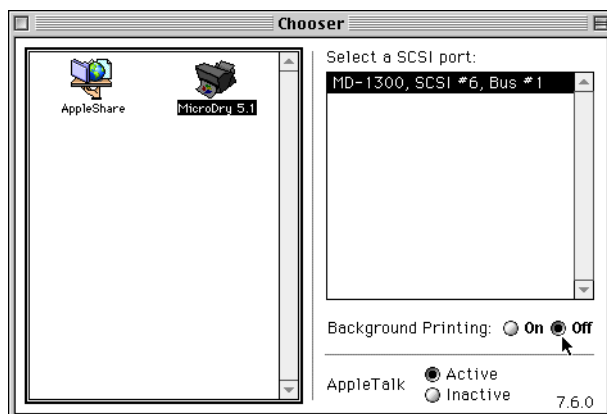 Chooser
AppleShare
MicroDry 5.1
Select a SCSI port:
MD-1300, SCSI #6, Bus #1
Background Printing: On Off
AppleTalk
Active
Inactive
7.6.0